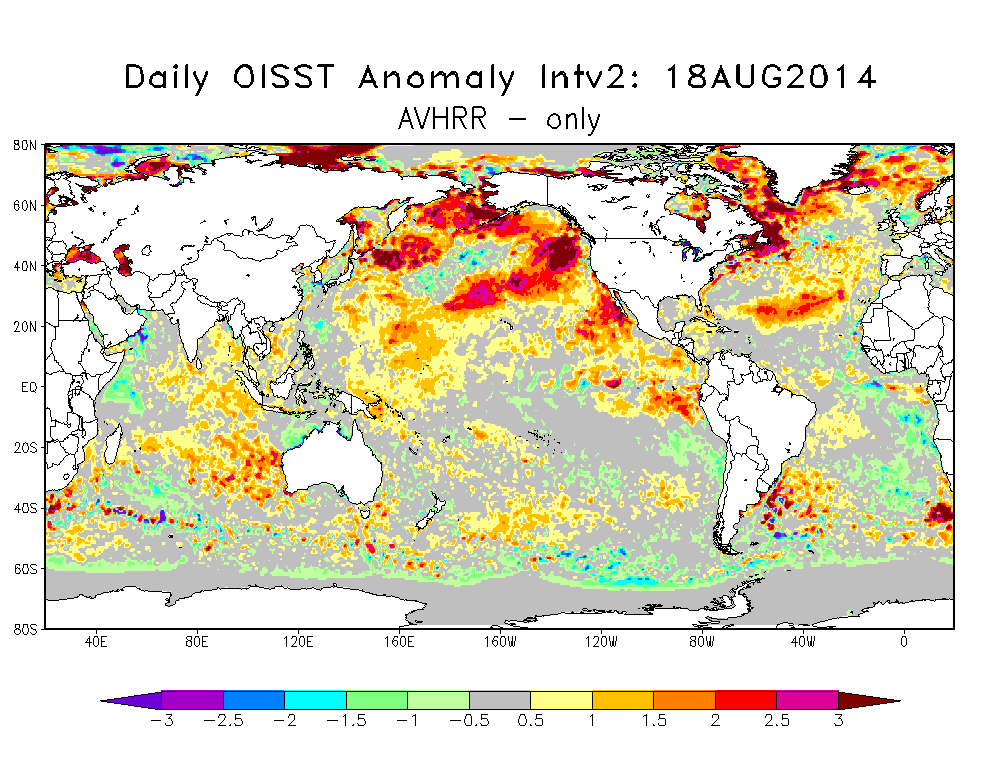 Daily OISST Anomaly Intv2: 18AUG2014
AVHRR – only
80N
60N
40N
20N
EQ
20S
40S
60S
80S
40E 80E 120E 160E 160W 120W 80W 40W 0
−3 −2.5 −2 −1.5 −1 −0.5 0.5 1 1.5 2 2.5 3